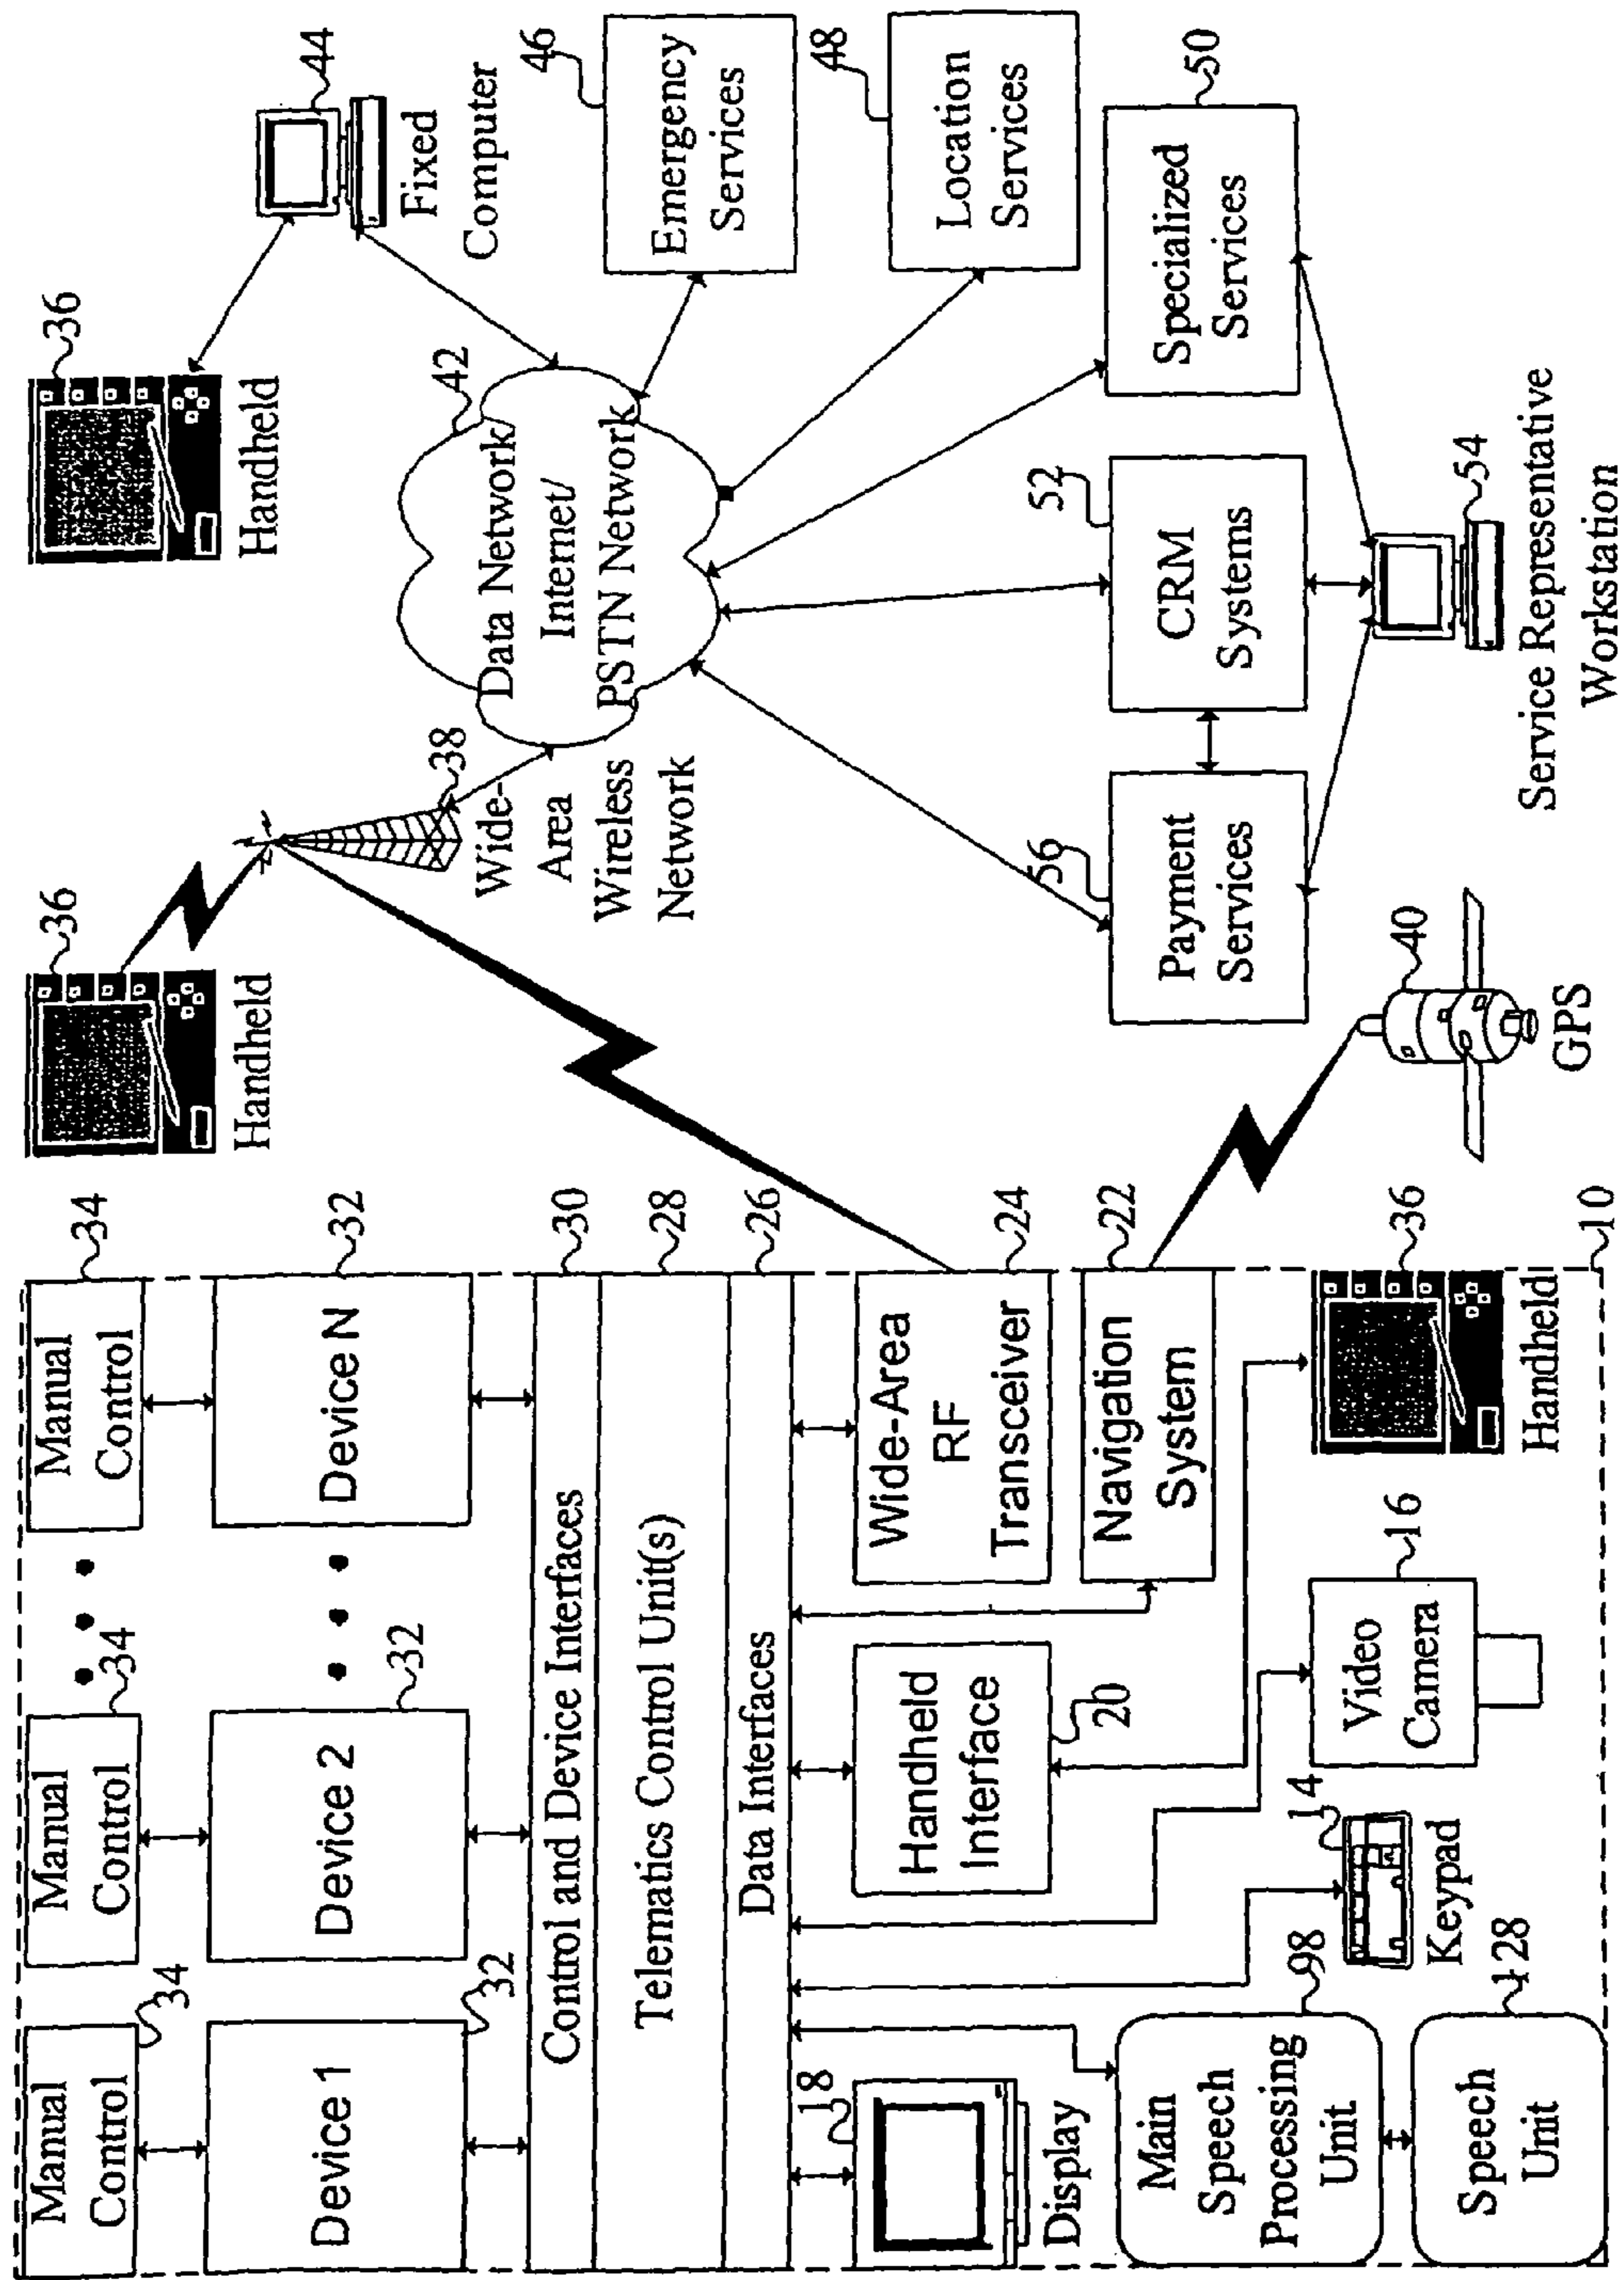 Manual
Control
34
Manual
Control
34
Manual
Control
34
Device 1
32
Device 2
32
Device N
32
Control and Device Interfaces
30
Telematics Control Unit(s)
28
Data Interfaces
26
18
Display
Handheld
Interface
20
Wide-Area
RF
Transceiver
24
Navigation
System
22
Main
Speech
Processing
Unit
98
Speech
Unit
128
14
Keypad
Video
Camera
16
36
Handheld
10
36
Handheld
36
Handheld
44
Fixed
Computer
38
Wide-
Area
Wireless
Network
42
Data Network/
Internet/
PSTN Network
46
Emergency
Services
48
Location
Services
50
Specialized
Services
52
CRM
Systems
56
Payment
Services
54
Service Representative
Workstation
40
GPS